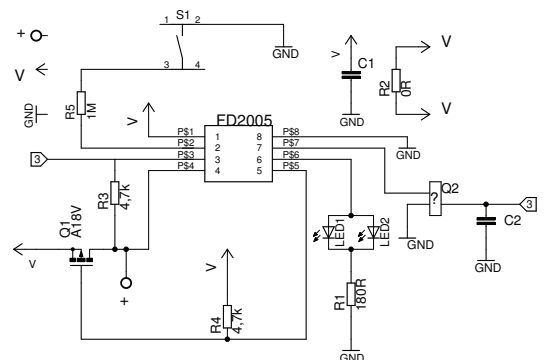 S1
1 2
+
GND
V
3 4
V
C1
GND
V
R2
0R
V
GND
R5
1M
V
FD2005
P$1 1 8 P$8
P$2 2 7 P$7
P$3 3 6 P$6
P$4 4 5 P$5
GND
3
R3
4,7k
Q1
A18V
V
+
V
R4
4,7k
LED1
LED2
R1
180R
GND
Q2
?
GND
3
C2
GND